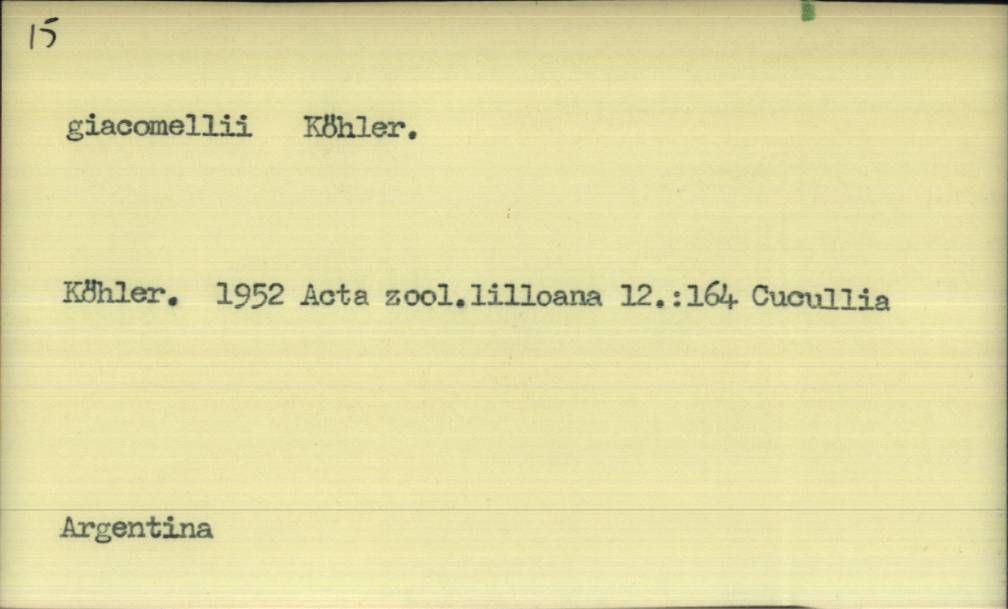 15
giacomellii Köhler.
Köhler. 1952 Acta zool.lilloana 12.:164 Cucullia
Argentina